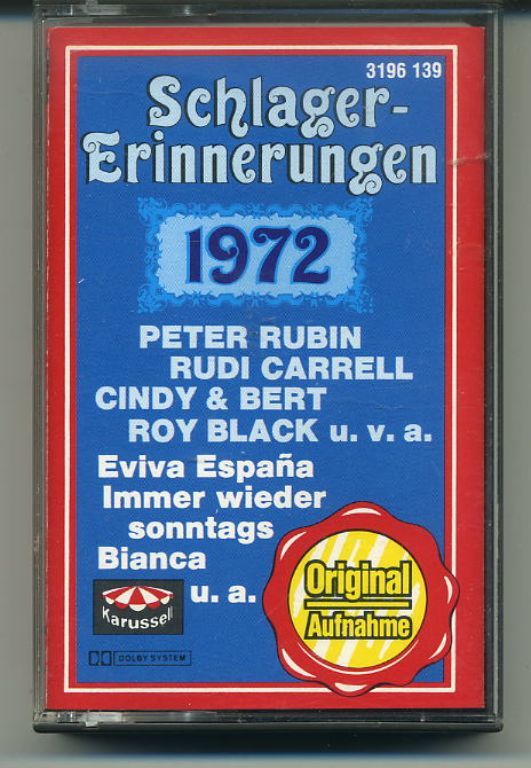 3196 139
Schlager-
Erinnerungen
1972
PETER RUBIN
RUDI CARRELL
CINDY & BERT
ROY BLACK u. v. a.
Eviva España
Immer wieder
sonntags
Bianca
u. a.
Karussell
DOLBY SYSTEM
Original
Aufnahme